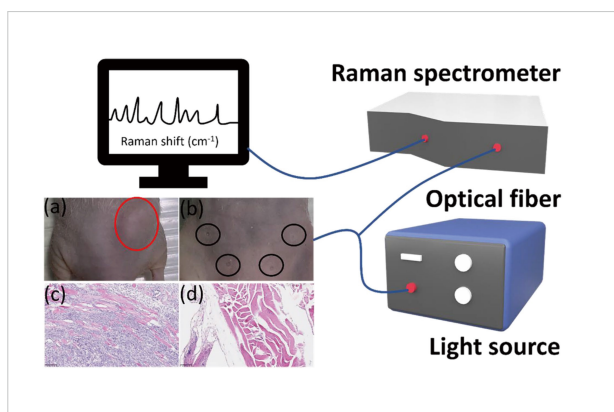 Raman spectrometer
Raman shift (cm⁻¹)
Optical fiber
(a)
(b)
(c)
(d)
Light source